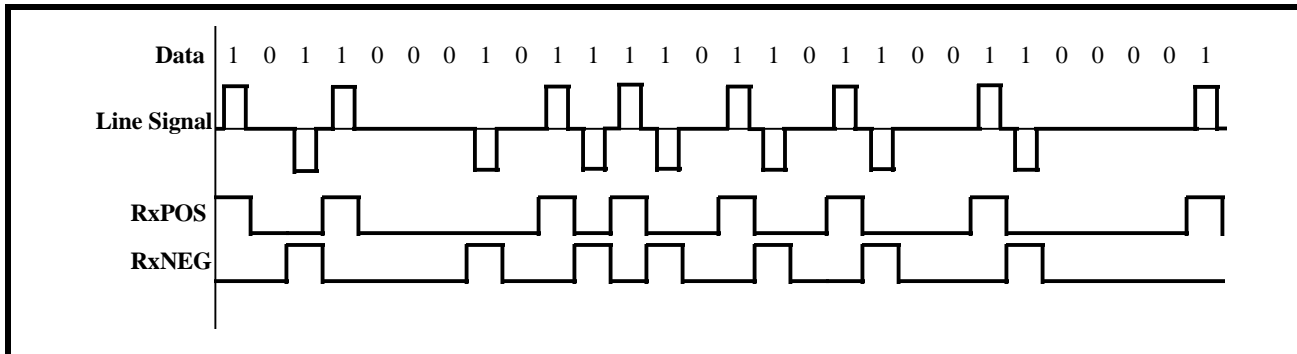 Data 1 0 1 1 0 0 0 1 0 1 1 1 1 0 1 1 0 1 1 0 0 1 1 0 0 0 0 1
Line Signal
RxPOS
RxNEG